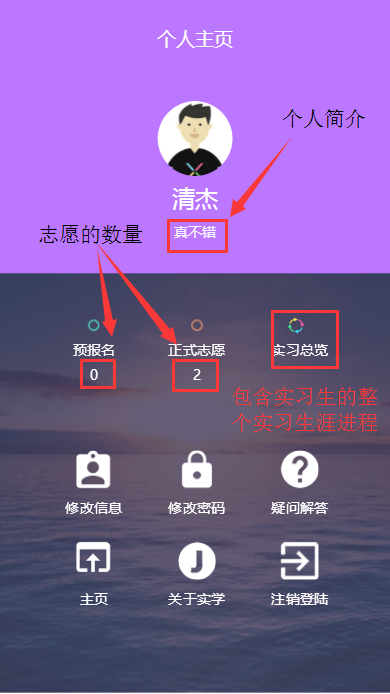 个人主页
个人简介
清杰
真不错
志愿的数量
预报名
正式志愿
实习总览
0
2
包含实习生的整
个实习生涯进程
修改信息
修改密码
疑问解答
主页
关于实学
注销登陆